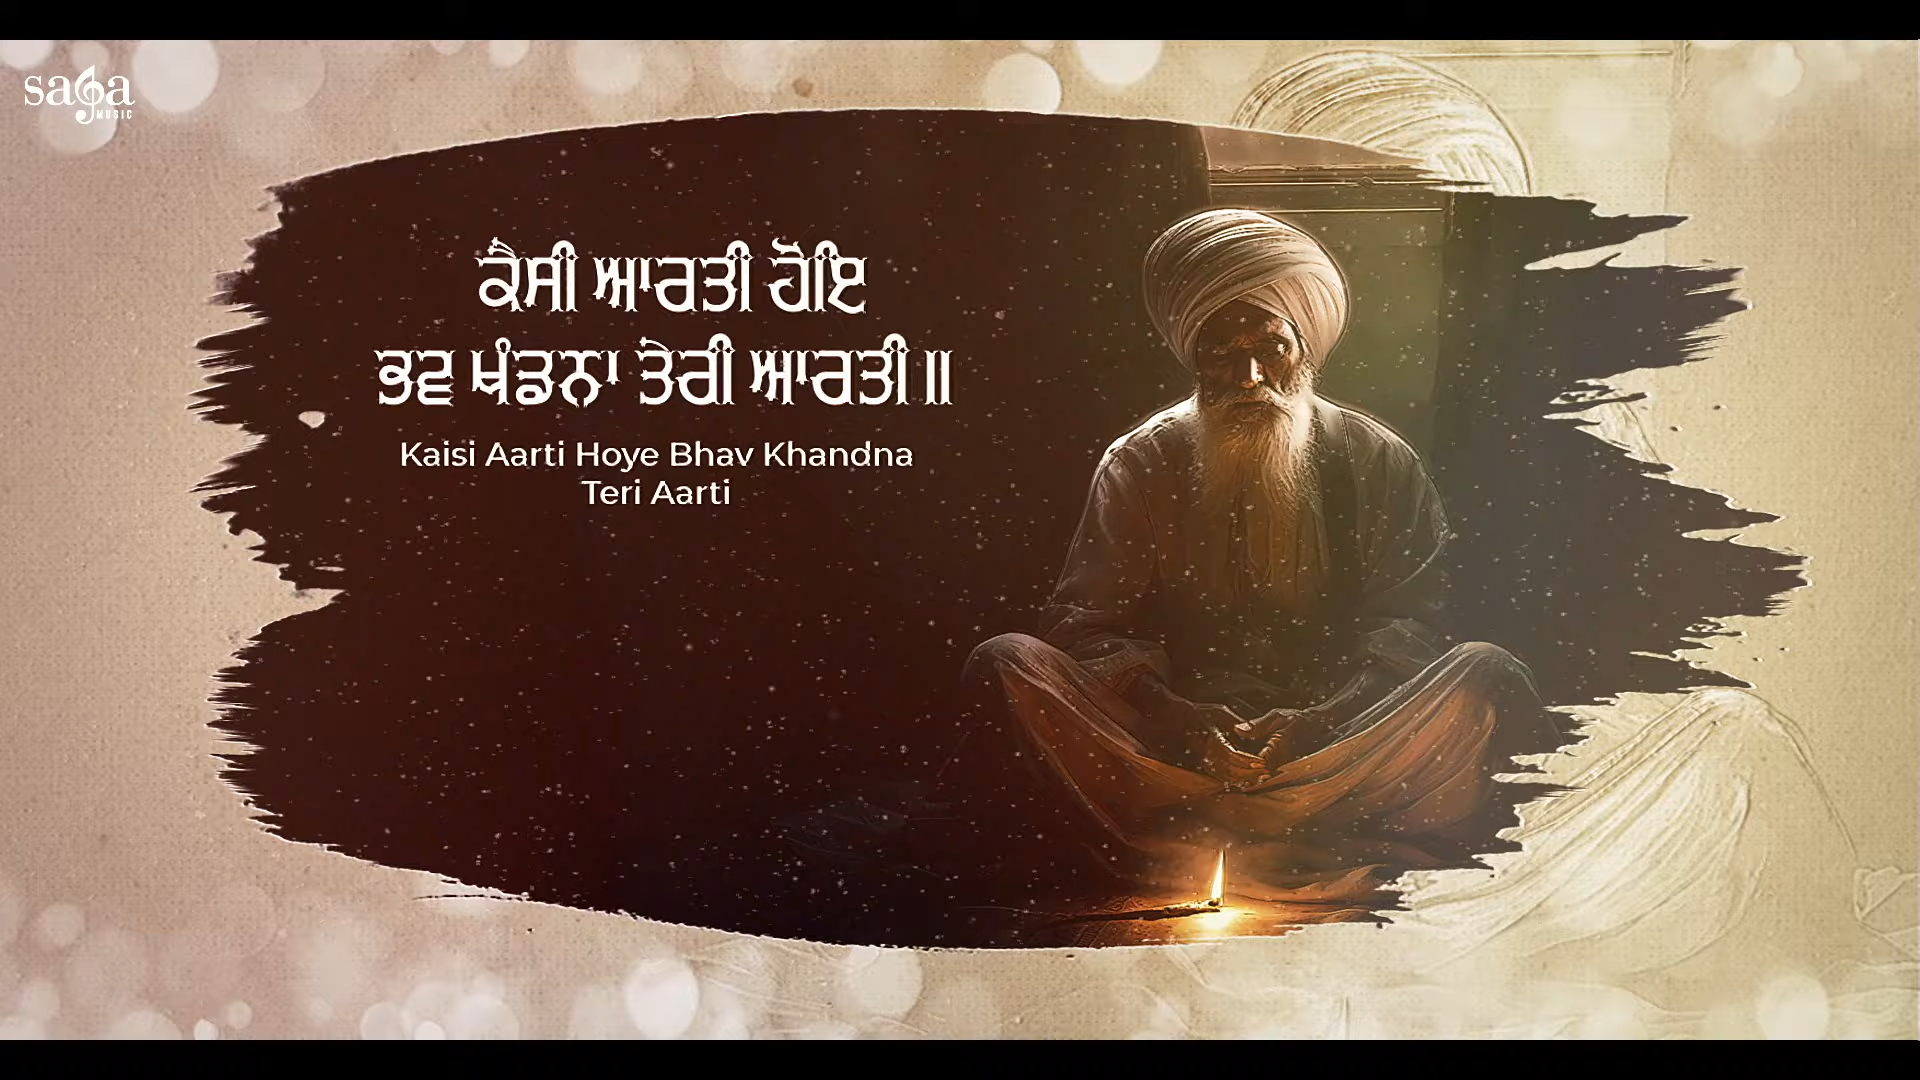 saga
MUSIC
ਕੈਸੀ ਆਰਤੀ ਹੋਇ
ਭਵ ਖੰਡਨਾ ਤੇਰੀ ਆਰਤੀ॥
Kaisi Aarti Hoye Bhav Khandna
Teri Aarti